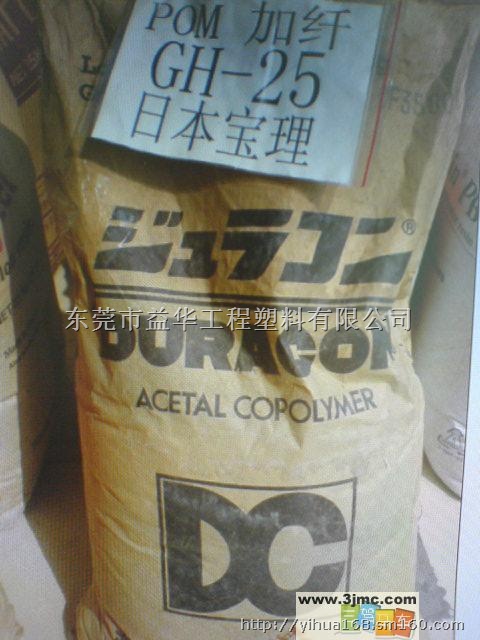 POM 加纤
GH-25
日本宝理
ジュラコン®
東莞市益华工程塑料有限公司
DURACON
ACETAL COPOLYMER
DC
www.3jmc.com
http://yihua168.sm160.com